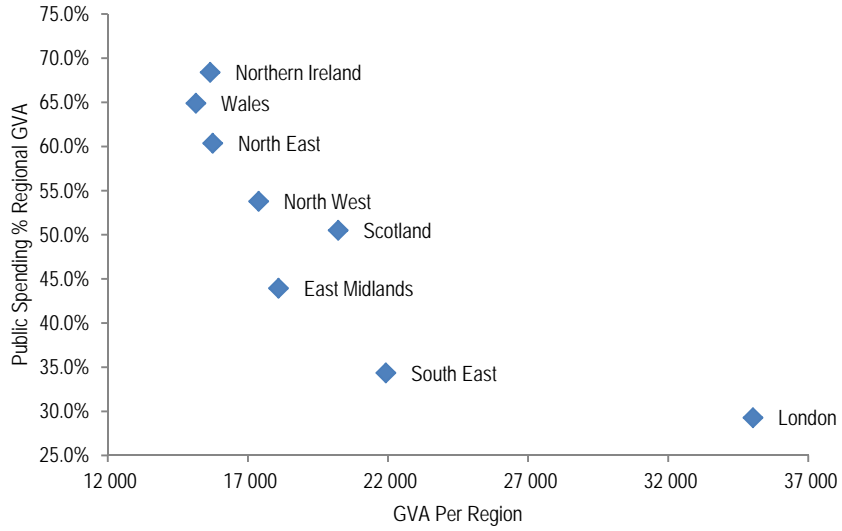 75.0%
70.0%
65.0%
60.0%
55.0%
50.0%
45.0%
40.0%
35.0%
30.0%
25.0%
Public Spending % Regional GVA
Northern Ireland
Wales
North East
North West
Scotland
East Midlands
South East
London
12 000
17 000
22 000
27 000
32 000
37 000
GVA Per Region